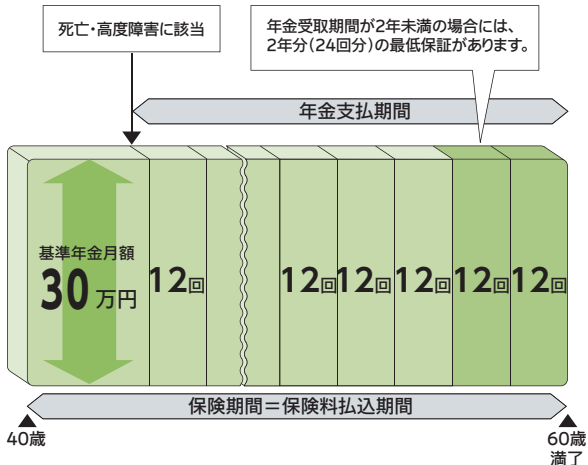 死亡・高度障害に該当
年金受取期間が2年未満の場合には、
2年分(24回分)の最低保証があります。
年金支払期間
基準年金月額
30万円
12回
12回
12回
12回
12回
12回
保険期間=保険料払込期間
40歳
60歳
満了